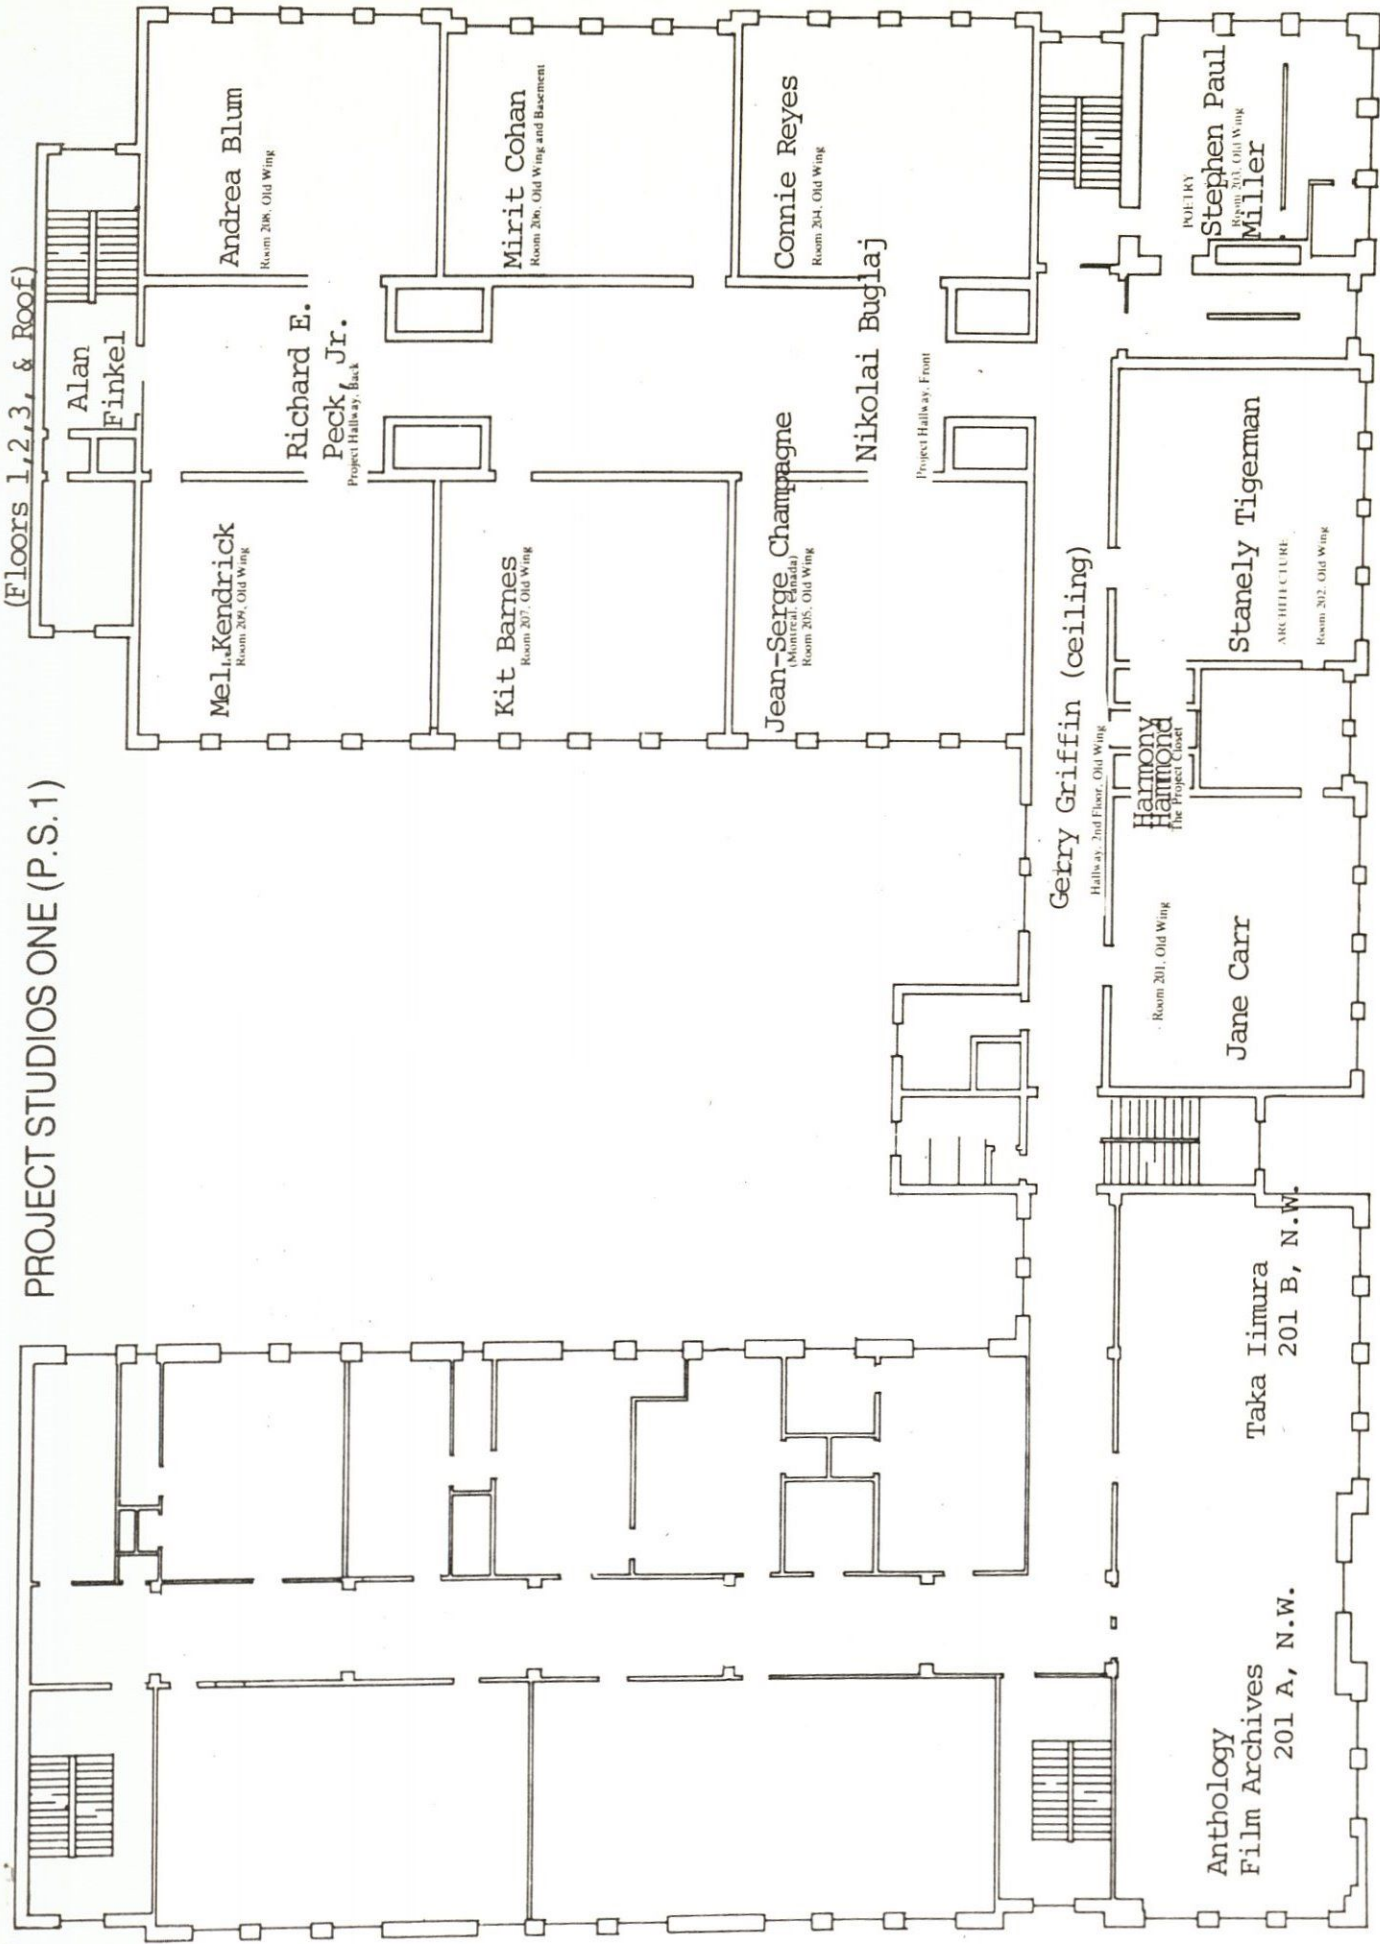 PROJECT STUDIOS ONE (P.S.1)
(Floors 1,2,3, & Roof)
Alan
Finkel
Andrea Blum
Room 208, Old Wing
Richard E.
Peck, Jr.
Project Hallway, Back
Mel Kendrick
Room 209, Old Wing
Mirit Cohan
Room 206, Old Wing and Basement
Kit Barnes
Room 207, Old Wing
Connie Reyes
Room 204, Old Wing
Nikolai Buglaj
Project Hallway, Front
Jean-Serge Champagne
(Montreal, Canada)
Room 205, Old Wing
Gerry Griffin (ceiling)
Hallway, 2nd Floor, Old Wing
POETRY
Stephen Paul
Room 203, Old Wing
Miller
Stanely Tigerman
ARCHITECTURE
Room 202, Old Wing
Harmony
Hammond
The Project Closet
Room 201, Old Wing
Jane Carr
Taka Iimura
201 B, N.W.
Anthology
Film Archives
201 A, N.W.